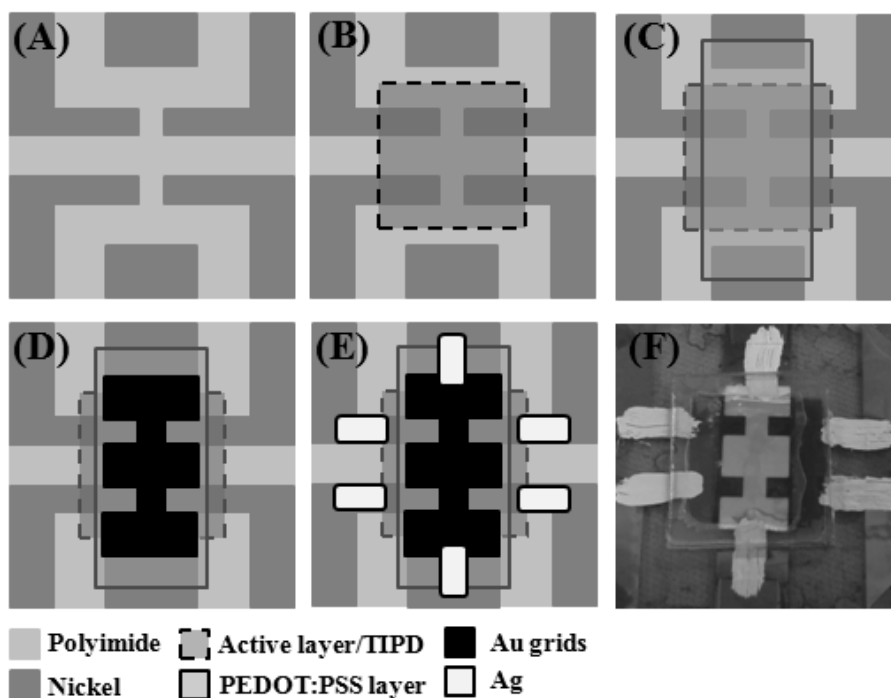 (A) (B) (C)
(D) (E) (F)
Polyimide Active layer/TIPD Au grids
Nickel PEDOT:PSS layer Ag